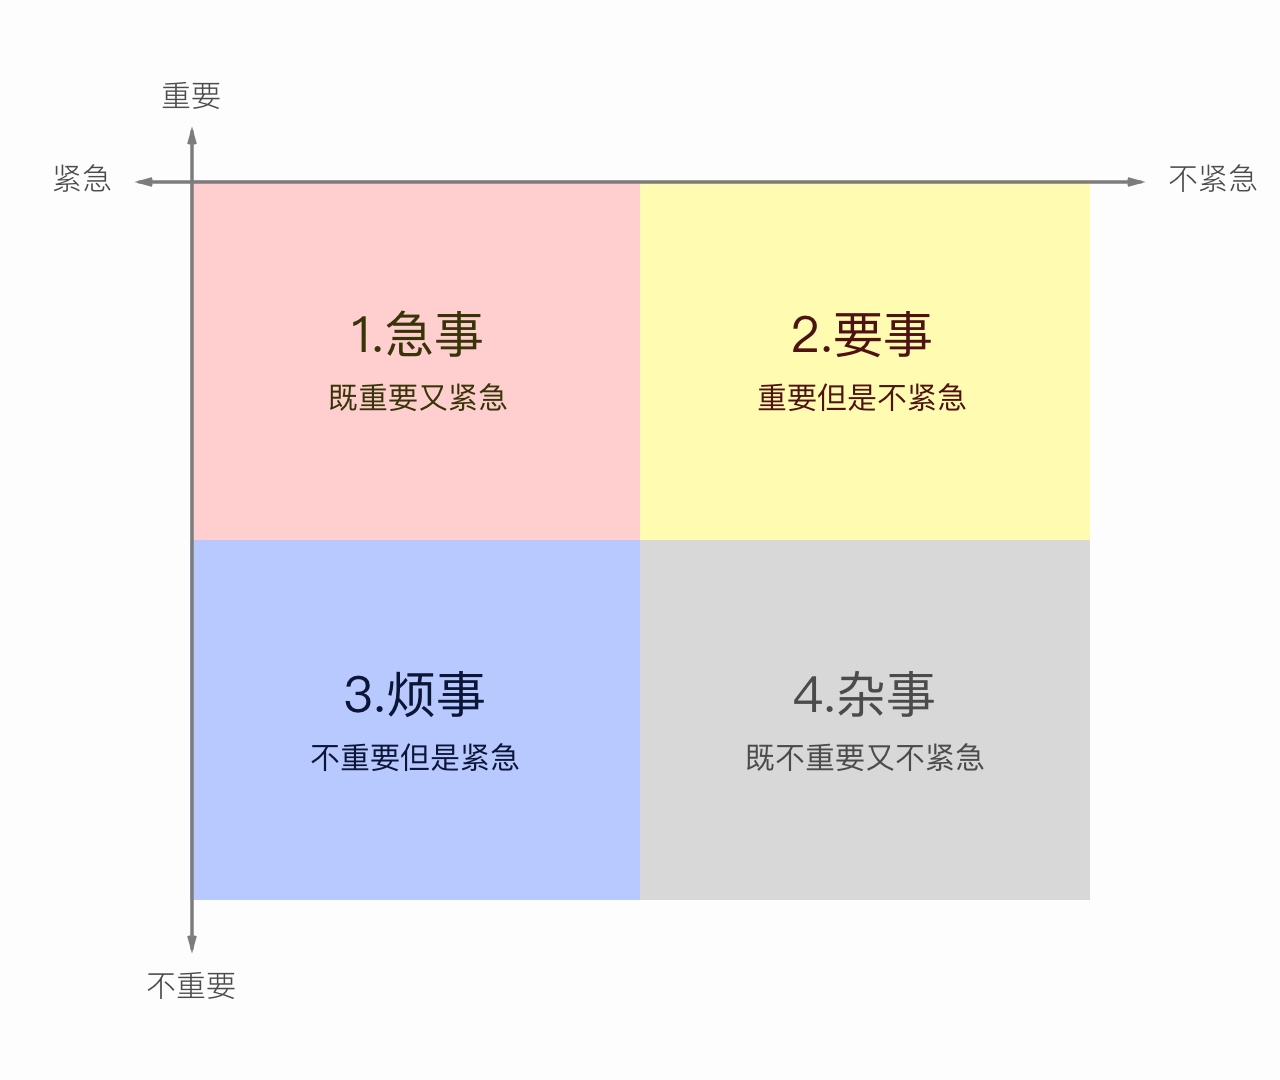 重要
紧急
不紧急
1.急事
既重要又紧急
2.要事
重要但是不紧急
3.烦事
不重要但是紧急
4.杂事
既不重要又不紧急
不重要